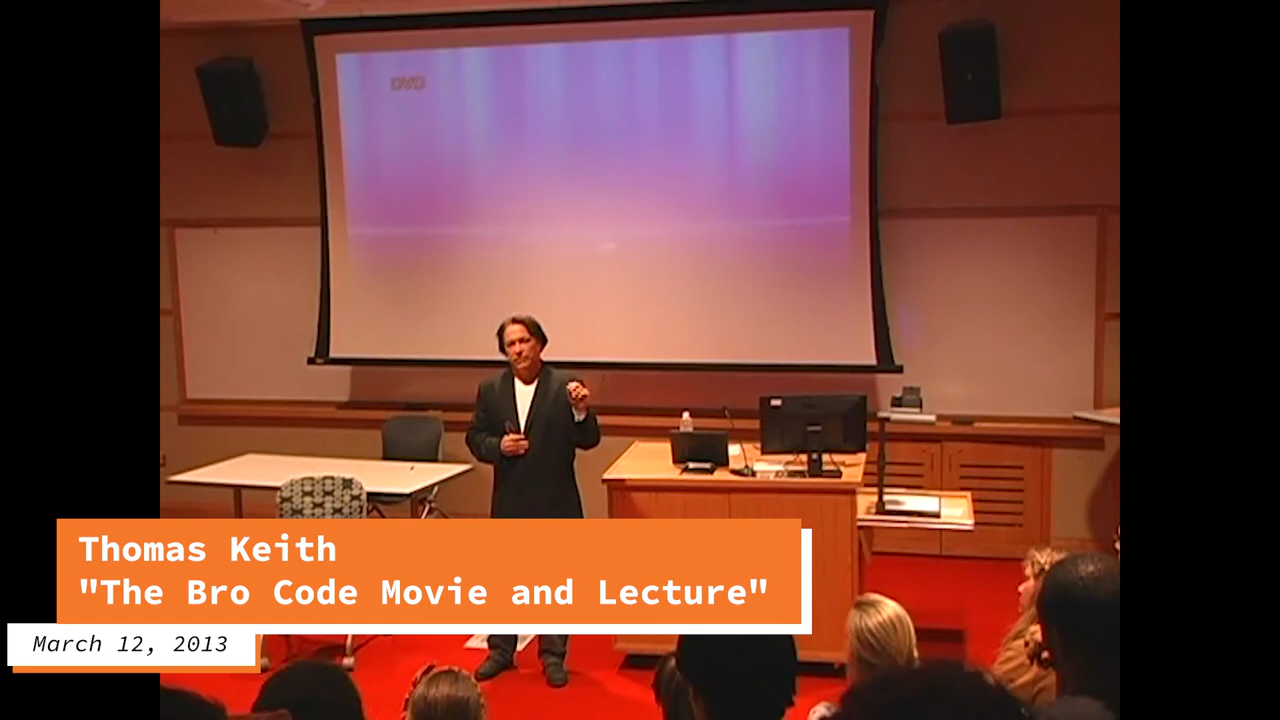 DVD
Thomas Keith
"The Bro Code Movie and Lecture"
March 12, 2013